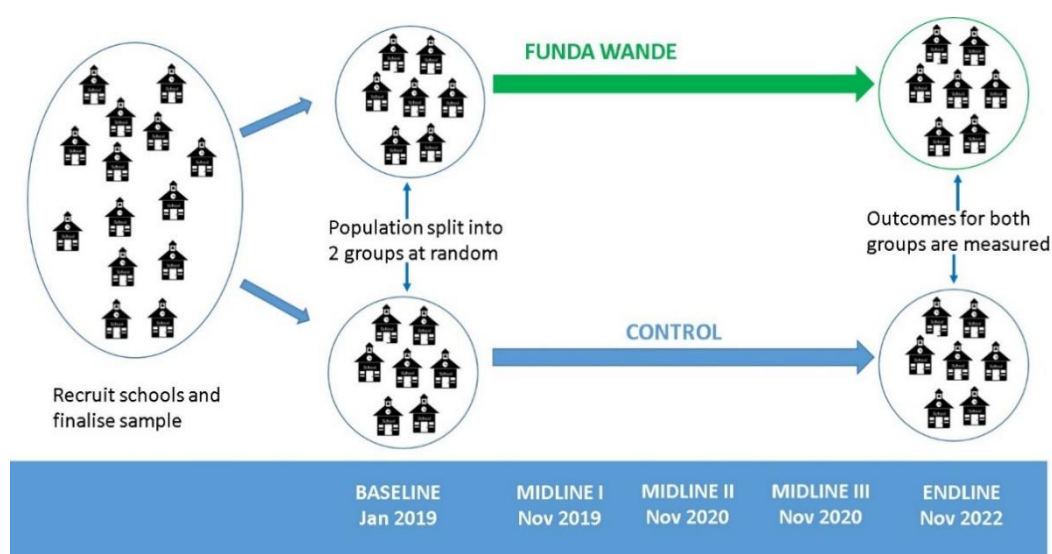 FUNDA WANDE
Population split into
2 groups at random
Outcomes for both
groups are measured
CONTROL
Recruit schools and
finalise sample
BASELINE
Jan 2019
MIDLINE I
Nov 2019
MIDLINE II
Nov 2020
MIDLINE III
Nov 2020
ENDLINE
Nov 2022